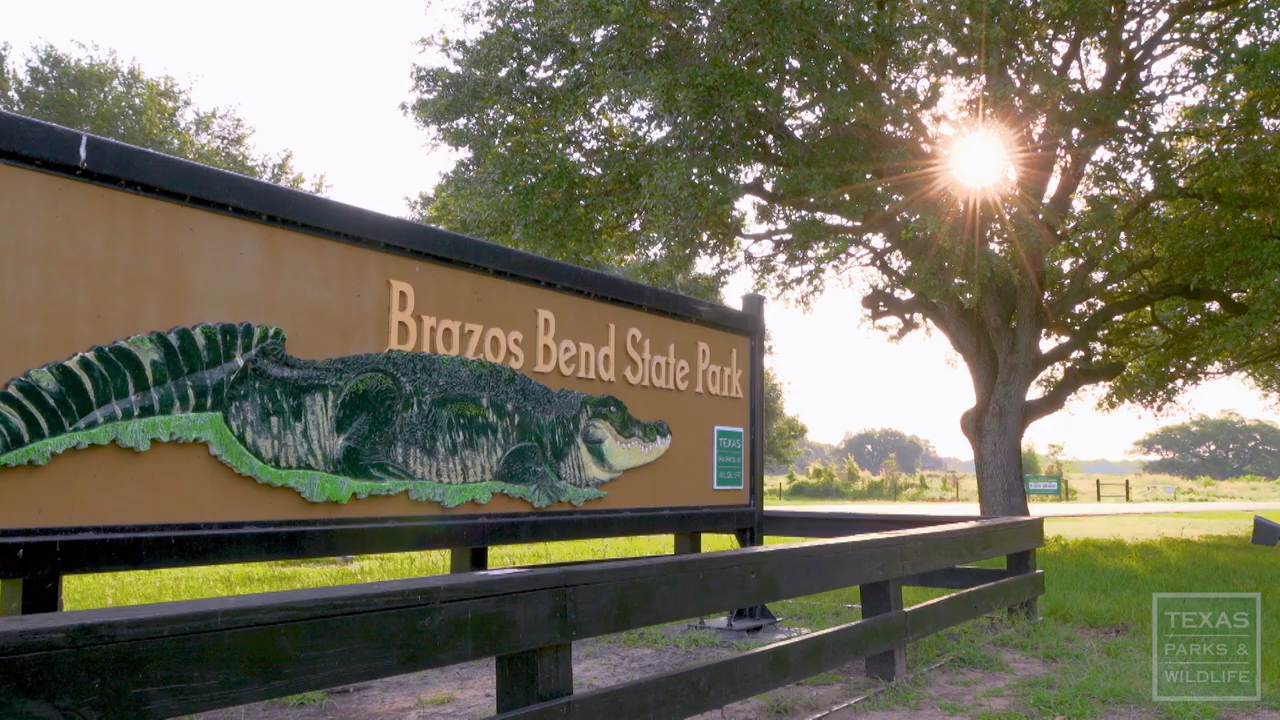 Brazos Bend State Park
TEXAS
PARKS &
WILDLIFE
TEXAS
PARKS &
WILDLIFE